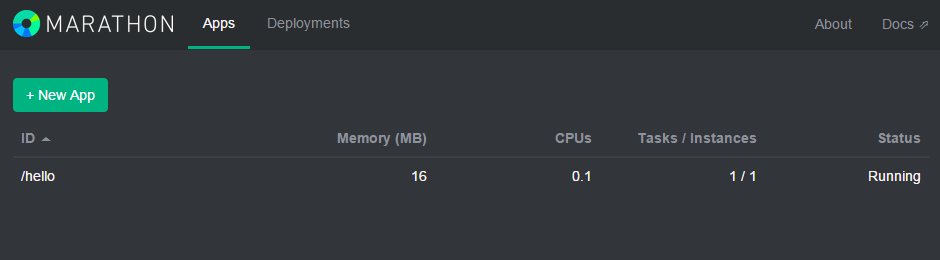 MARATHON Apps Deployments About Docs
+ New App
ID Memory (MB) CPUs Tasks / Instances Status
/hello 16 0.1 1 / 1 Running